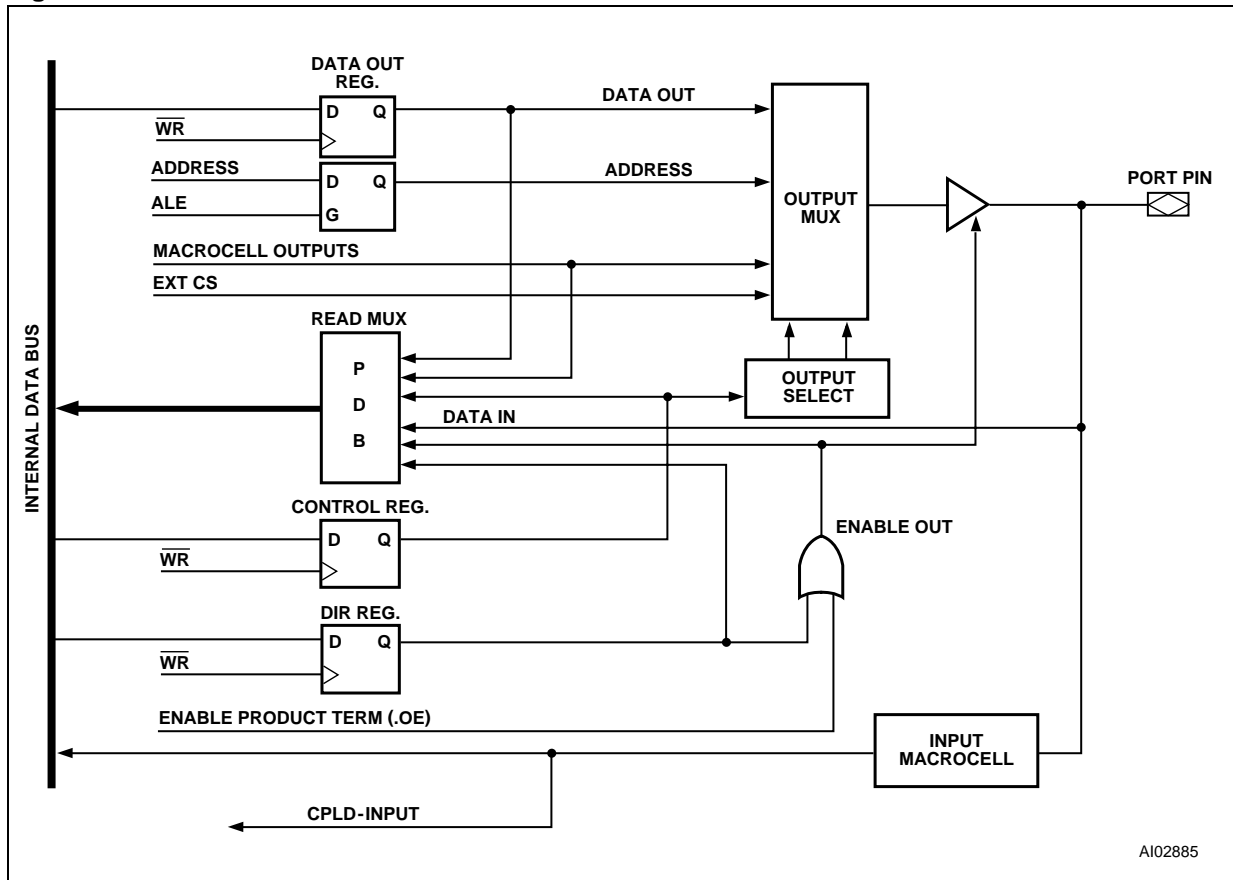 DATA OUT
REG.
D Q
DATA OUT
WR
ADDRESS
D Q
ADDRESS
ALE
G
OUTPUT
MUX
PORT PIN
MACROCELL OUTPUTS
EXT CS
READ MUX
P
D
B
OUTPUT
SELECT
DATA IN
INTERNAL DATA BUS
CONTROL REG.
D Q
WR
ENABLE OUT
DIR REG.
D Q
WR
ENABLE PRODUCT TERM (.OE)
INPUT
MACROCELL
CPLD-INPUT
AI02885